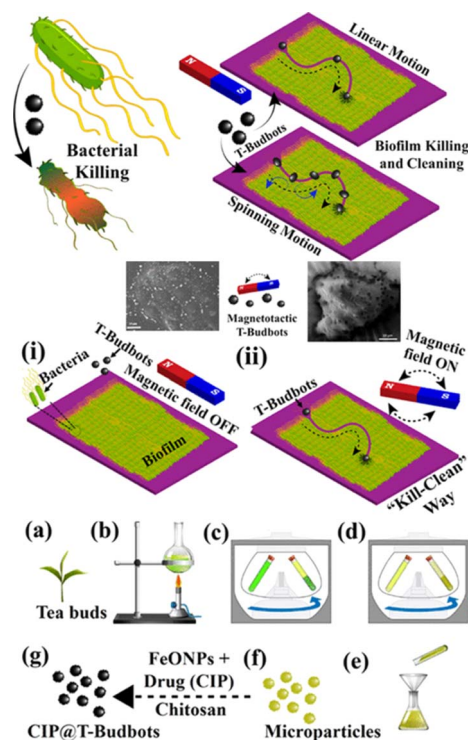 Bacterial
Killing
N
S
T-Budbots
Linear Motion
Biofilm Killing
and Cleaning
Spinning Motion
N
S
Magnetotactic
T-Budbots
(i)
T-Budbots
Bacteria
N
S
Magnetic field OFF
Biofilm
(ii)
Magnetic
field ON
N
S
T-Budbots
"Kill-Clean"
Way
(a)
Tea buds
(b)
(c)
(d)
(g)
CIP@T-Budbots
FeONPs +
Drug (CIP)
Chitosan
(f)
Microparticles
(e)